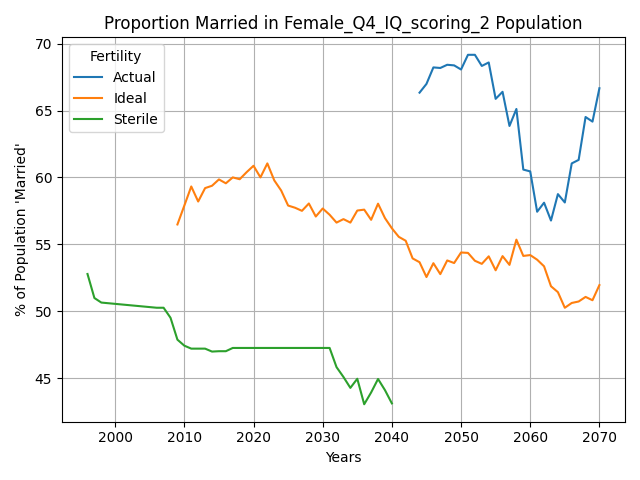 Proportion Married in Female_Q4_IQ_scoring_2 Population
Fertility
Actual
Ideal
Sterile
% of Population 'Married'
70
65
60
55
50
45
2000
2010
2020
2030
2040
2050
2060
2070
Years